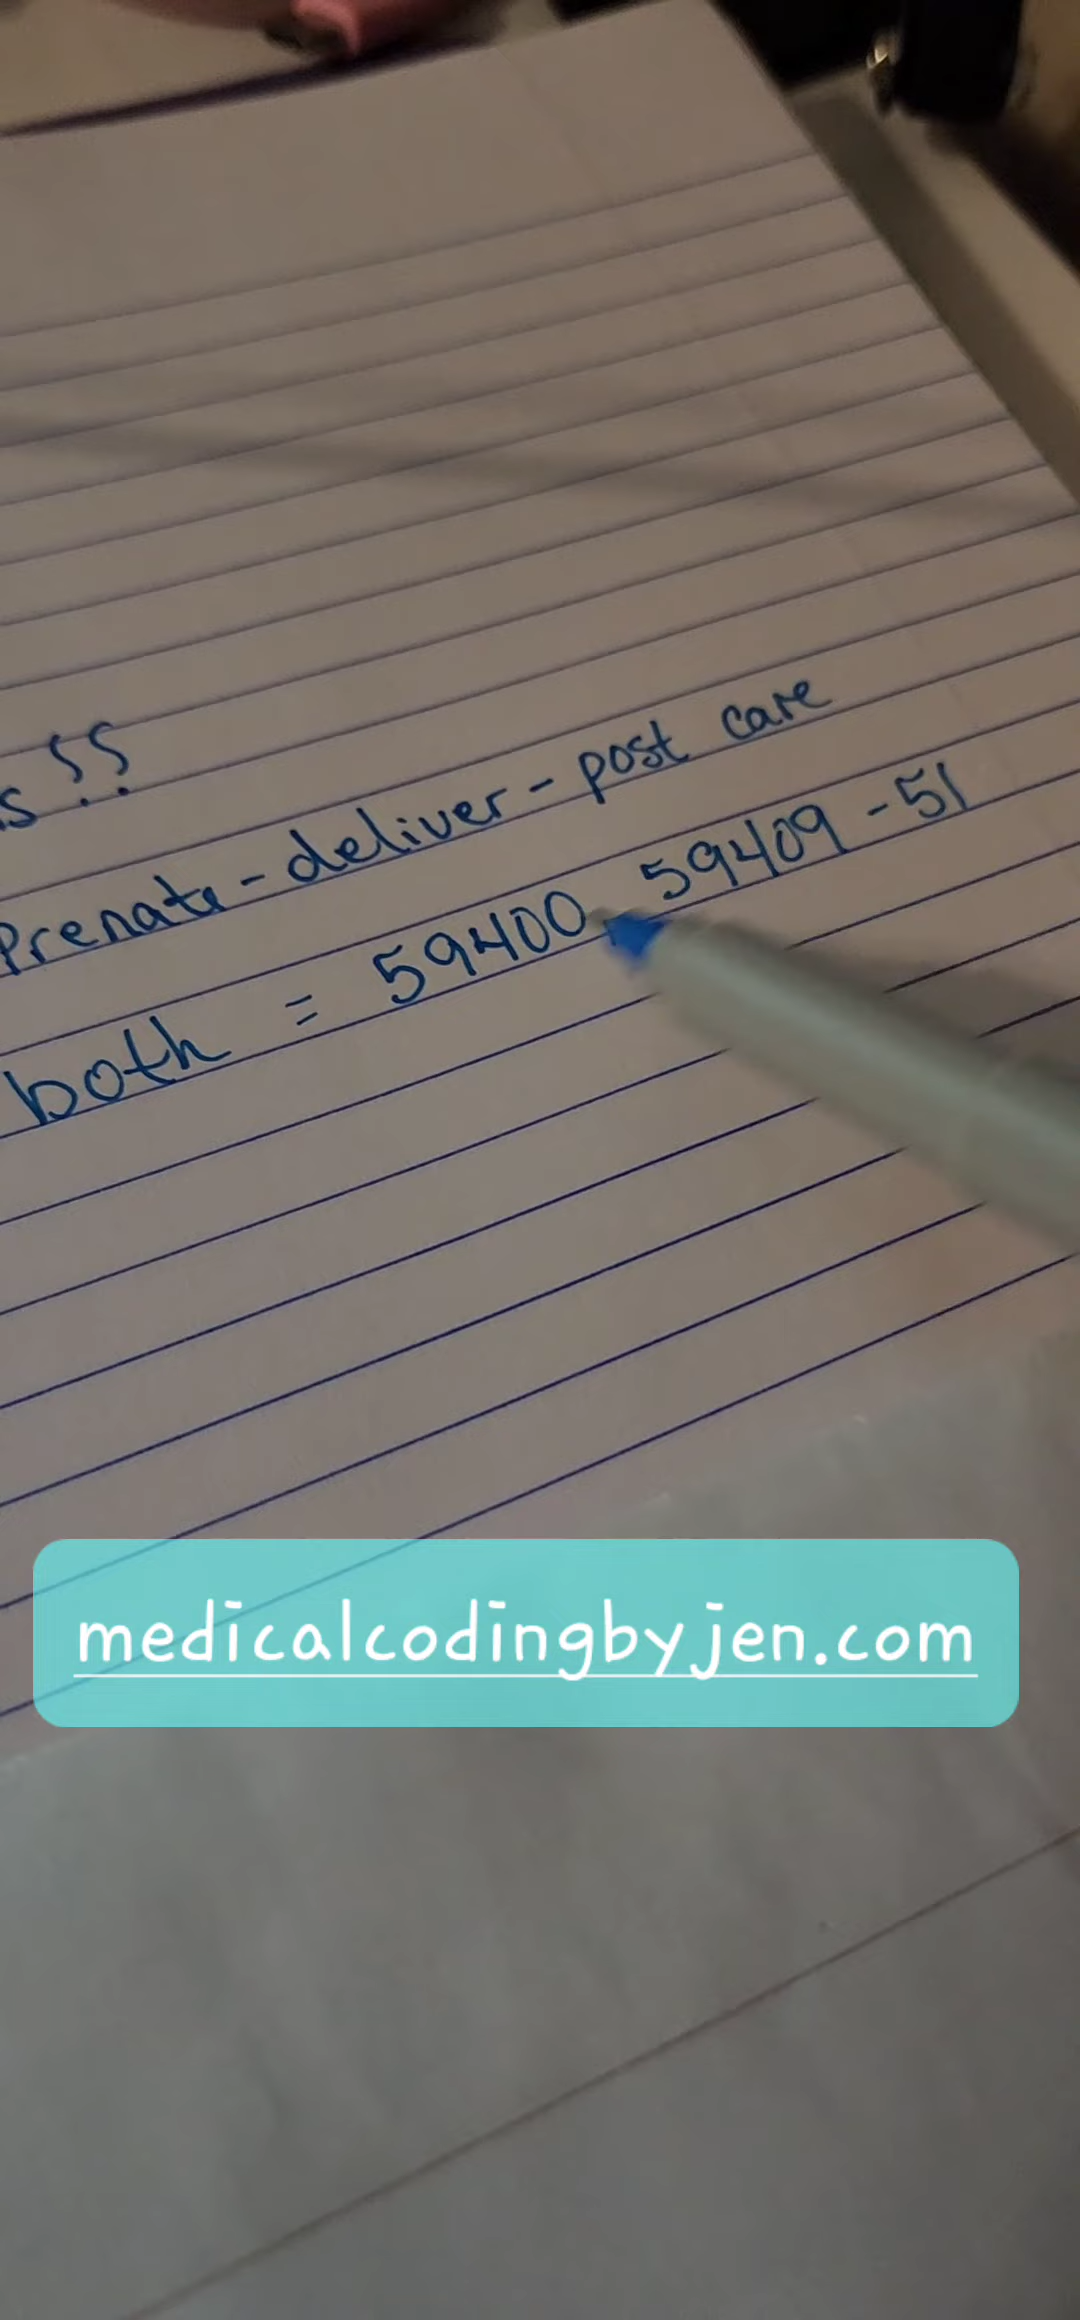 s !!
Prenate - deliver - post care
both = 59400 59409 - 51
medicalcodingbyjen.com